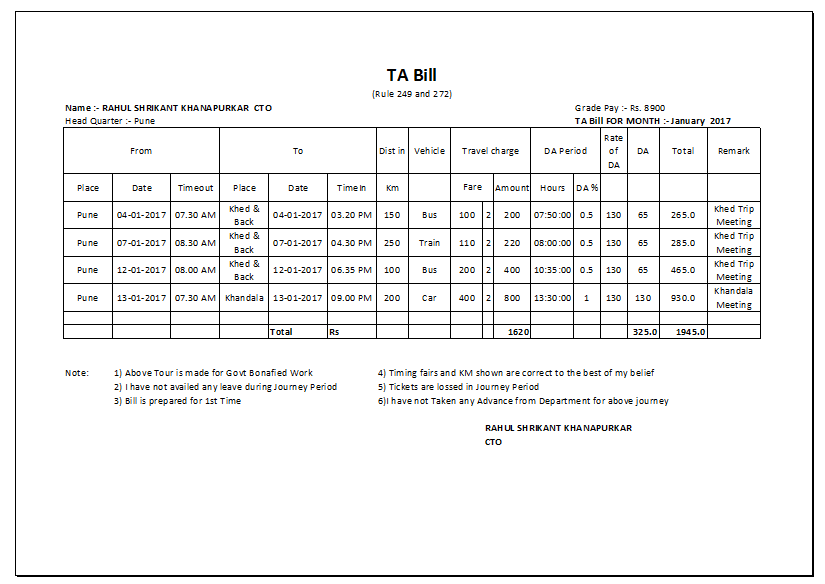 TA Bill
(Rule 249 and 272)
Name :- RAHUL SHRIKANT KHANAPURKAR CTO Grade Pay :- Rs. 8900
Head Quarter :- Pune TA Bill FOR MONTH :- January 2017
From To Dist in Vehicle Travel charge DA Period Rate of DA DA Total Remark
Place Date Timeout Place Date TimeIn Km Fare Amount Hours DA %
Pune 04-01-2017 07.30 AM Khed & Back 04-01-2017 03.20 PM 150 Bus 100 2 200 07:50:00 0.5 130 65 265.0 Khed Trip Meeting
Pune 07-01-2017 08.30 AM Khed & Back 07-01-2017 04.30 PM 250 Train 110 2 220 08:00:00 0.5 130 65 285.0 Khed Trip Meeting
Pune 12-01-2017 08.00 AM Khed & Back 12-01-2017 06.35 PM 100 Bus 200 2 400 10:35:00 0.5 130 65 465.0 Khed Trip Meeting
Pune 13-01-2017 07.30 AM Khandala 13-01-2017 09.00 PM 200 Car 400 2 800 13:30:00 1 130 130 930.0 Khandala Meeting
Total Rs 1620 325.0 1945.0
Note: 1) Above Tour is made for Govt Bonafied Work 4) Timing fairs and KM shown are correct to the best of my belief
2) I have not availed any leave during Journey Period 5) Tickets are lossed in Journey Period
3) Bill is prepared for 1st Time 6)I have not Taken any Advance from Department for above journey
RAHUL SHRIKANT KHANAPURKAR
CTO